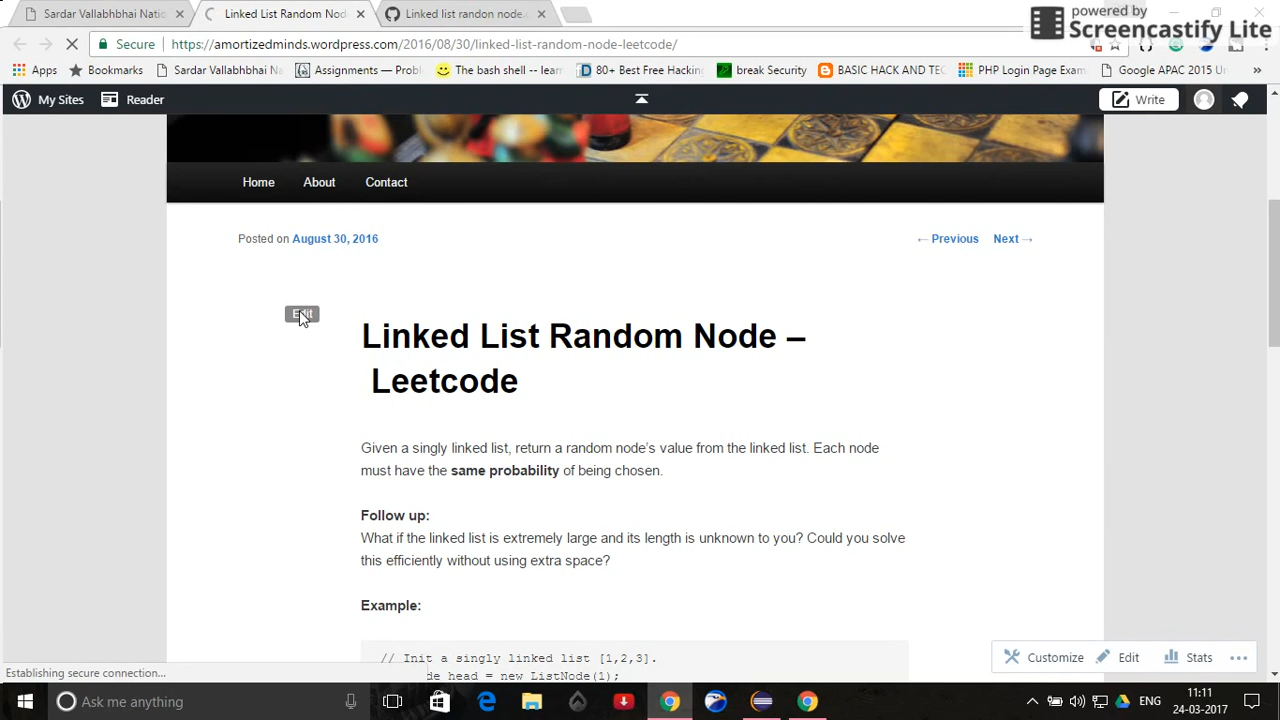 Sardar Vallabhbhai Natic
Linked List Random Node
Linked list randon node
powered by
Screencastify Lite
Secure
https://amortizedminds.wordpress.com/2016/08/30/linked-list-random-node-leetcode/
Apps
Bookmarks
Sardar Vallabhbhai Na
Assignments — Probl
The bash shell -- lear
80+ Best Free Hacking
break Security
BASIC HACK AND TEC
PHP Login Page Exam
Google APAC 2015 Un
»
My Sites
Reader
Write
Home
About
Contact
Posted on August 30, 2016
← Previous
Next →
Edit
Linked List Random Node –
Leetcode
Given a singly linked list, return a random node's value from the linked list. Each node
must have the same probability of being chosen.
Follow up:
What if the linked list is extremely large and its length is unknown to you? Could you solve
this efficiently without using extra space?
Example:
// Init a singly linked list [1,2,3].
de head = new ListNode(1);
Customize
Edit
Stats
Establishing secure connection...
Ask me anything
ENG
11:11
24-03-2017